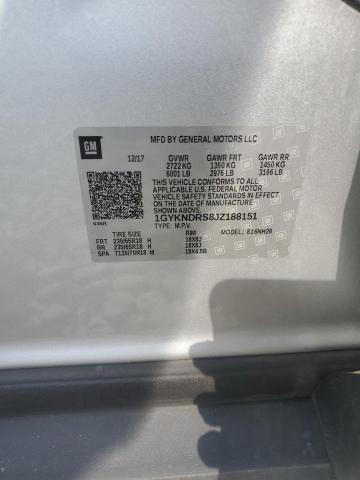 GM
MFD BY GENERAL MOTORS LLC
12/17 GVWR GAWR FRT GAWR RR
2722 KG 1350 KG 1450 KG
6001 LB 2976 LB 3196 LB
THIS VEHICLE CONFORMS TO ALL
APPLICABLE U.S. FEDERAL MOTOR
VEHICLE SAFETY STANDARDS IN EFFECT
ON THE DATE OF MANUFACTURE
SHOWN ABOVE.
1GYKNDRS8JZ188151
TYPE: M.P.V. MODEL: 816NH26
TIRE SIZE RIM
FRT 235/65R18 H 18X8J
RR 235/65R18 H 18X8J
SPA T135/70R18 M 18X4.5B